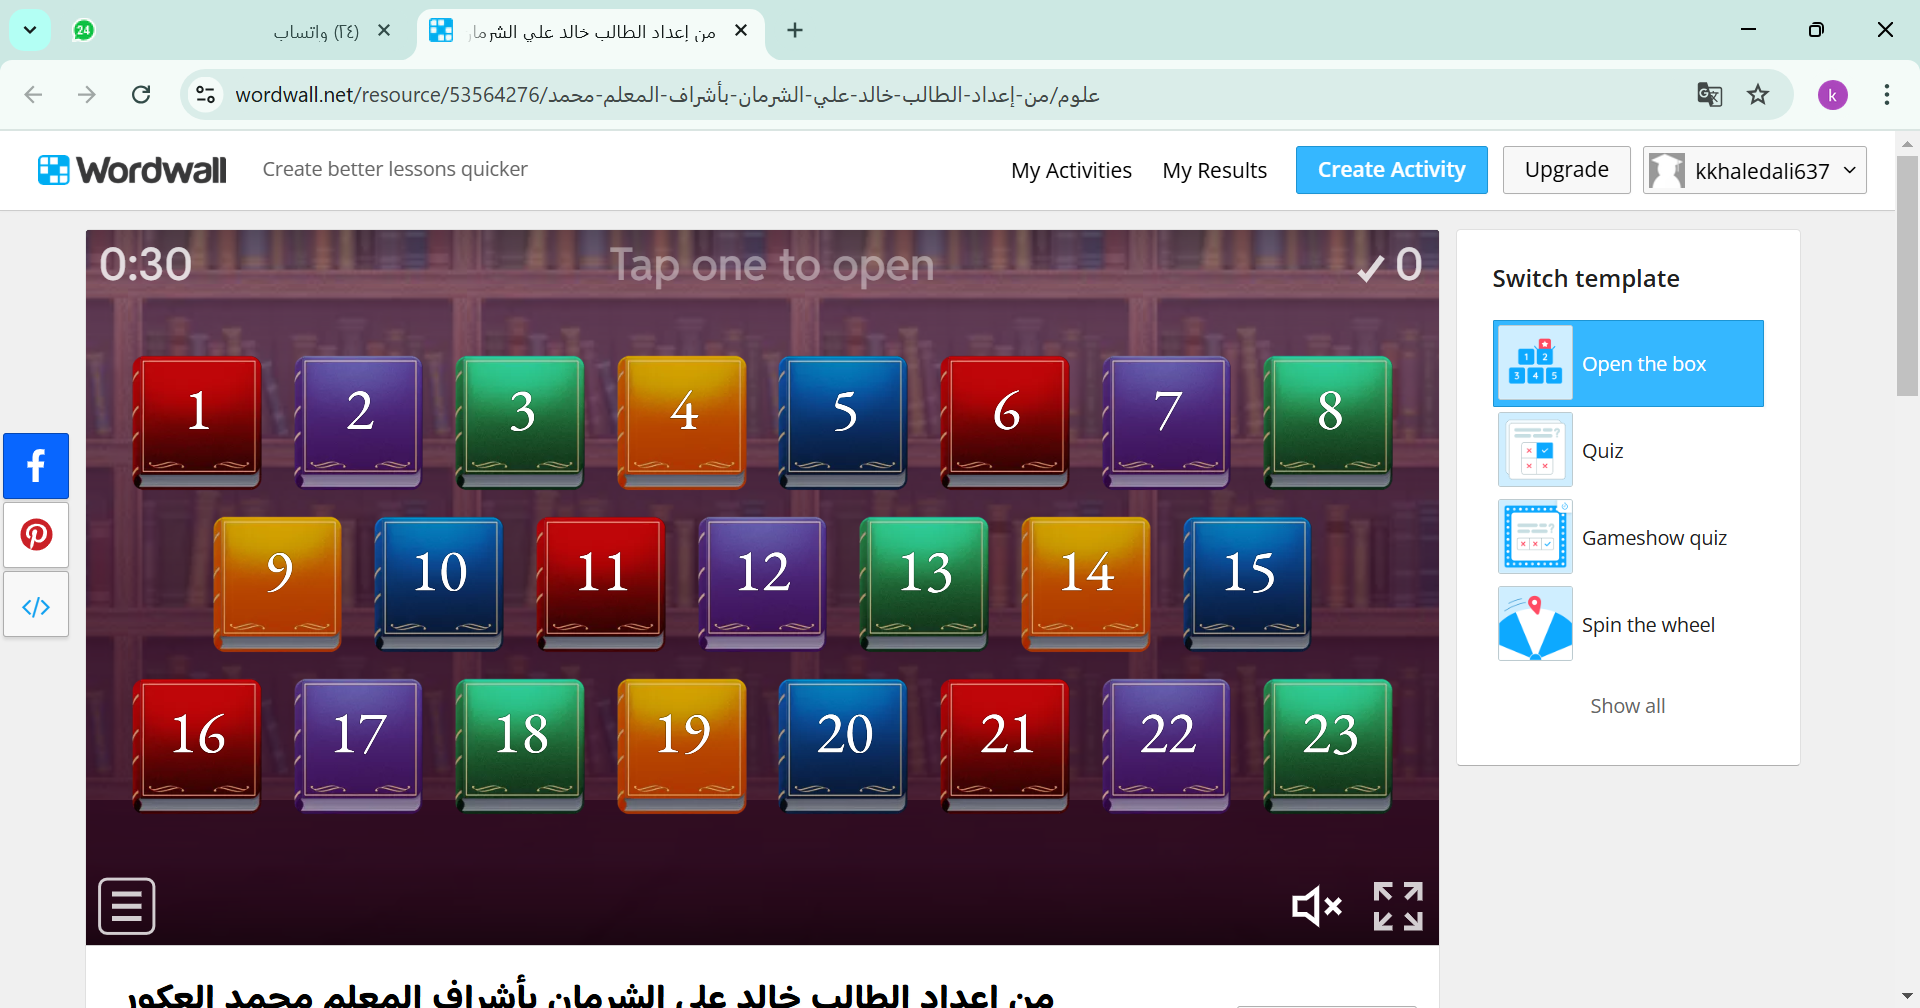 24
(٢٤) واتساب
من إعداد الطالب خالد علي الشرمان
wordwall.net/resource/53564276/علوم/من-إعداد-الطالب-خالد-علي-الشرمان-بأشراف-المعلم-محمد
k
Wordwall
Create better lessons quicker
My Activities
My Results
Create Activity
Upgrade
kkhaledali637
0:30
Tap one to open
0
1 2 3 4 5 6 7 8
9 10 11 12 13 14 15
16 17 18 19 20 21 22 23
Switch template
Open the box
Quiz
Gameshow quiz
Spin the wheel
Show all
من إعداد الطالب خالد علي الشرمان بأشراف المعلم محمد العكور